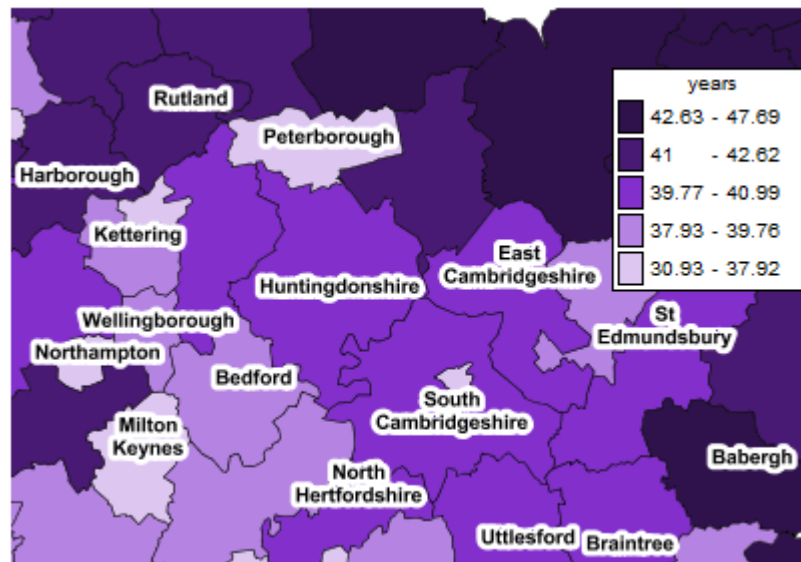 years
42.63 - 47.69
41 - 42.62
39.77 - 40.99
37.93 - 39.76
30.93 - 37.92
Rutland
Peterborough
Harborough
Kettering
East
Cambridgeshire
Huntingdonshire
St
Edmundsbury
Wellingborough
Northampton
Bedford
South
Cambridgeshire
Milton
Keynes
Babergh
North
Hertfordshire
Uttlesford
Braintree